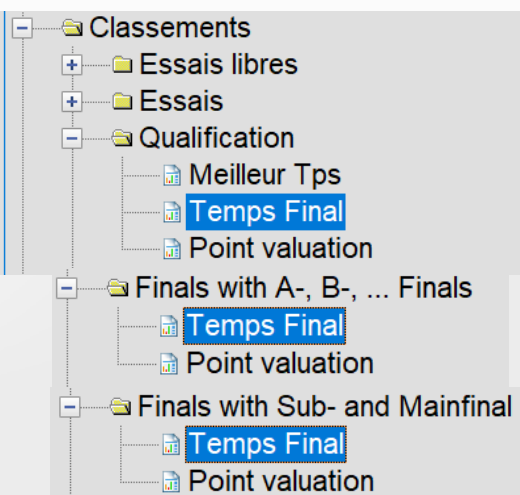 Classements
Essais libres
Essais
Qualification
Meilleur Tps
Temps Final
Point valuation
Finals with A-, B-, ... Finals
Temps Final
Point valuation
Finals with Sub- and Mainfinal
Temps Final
Point valuation